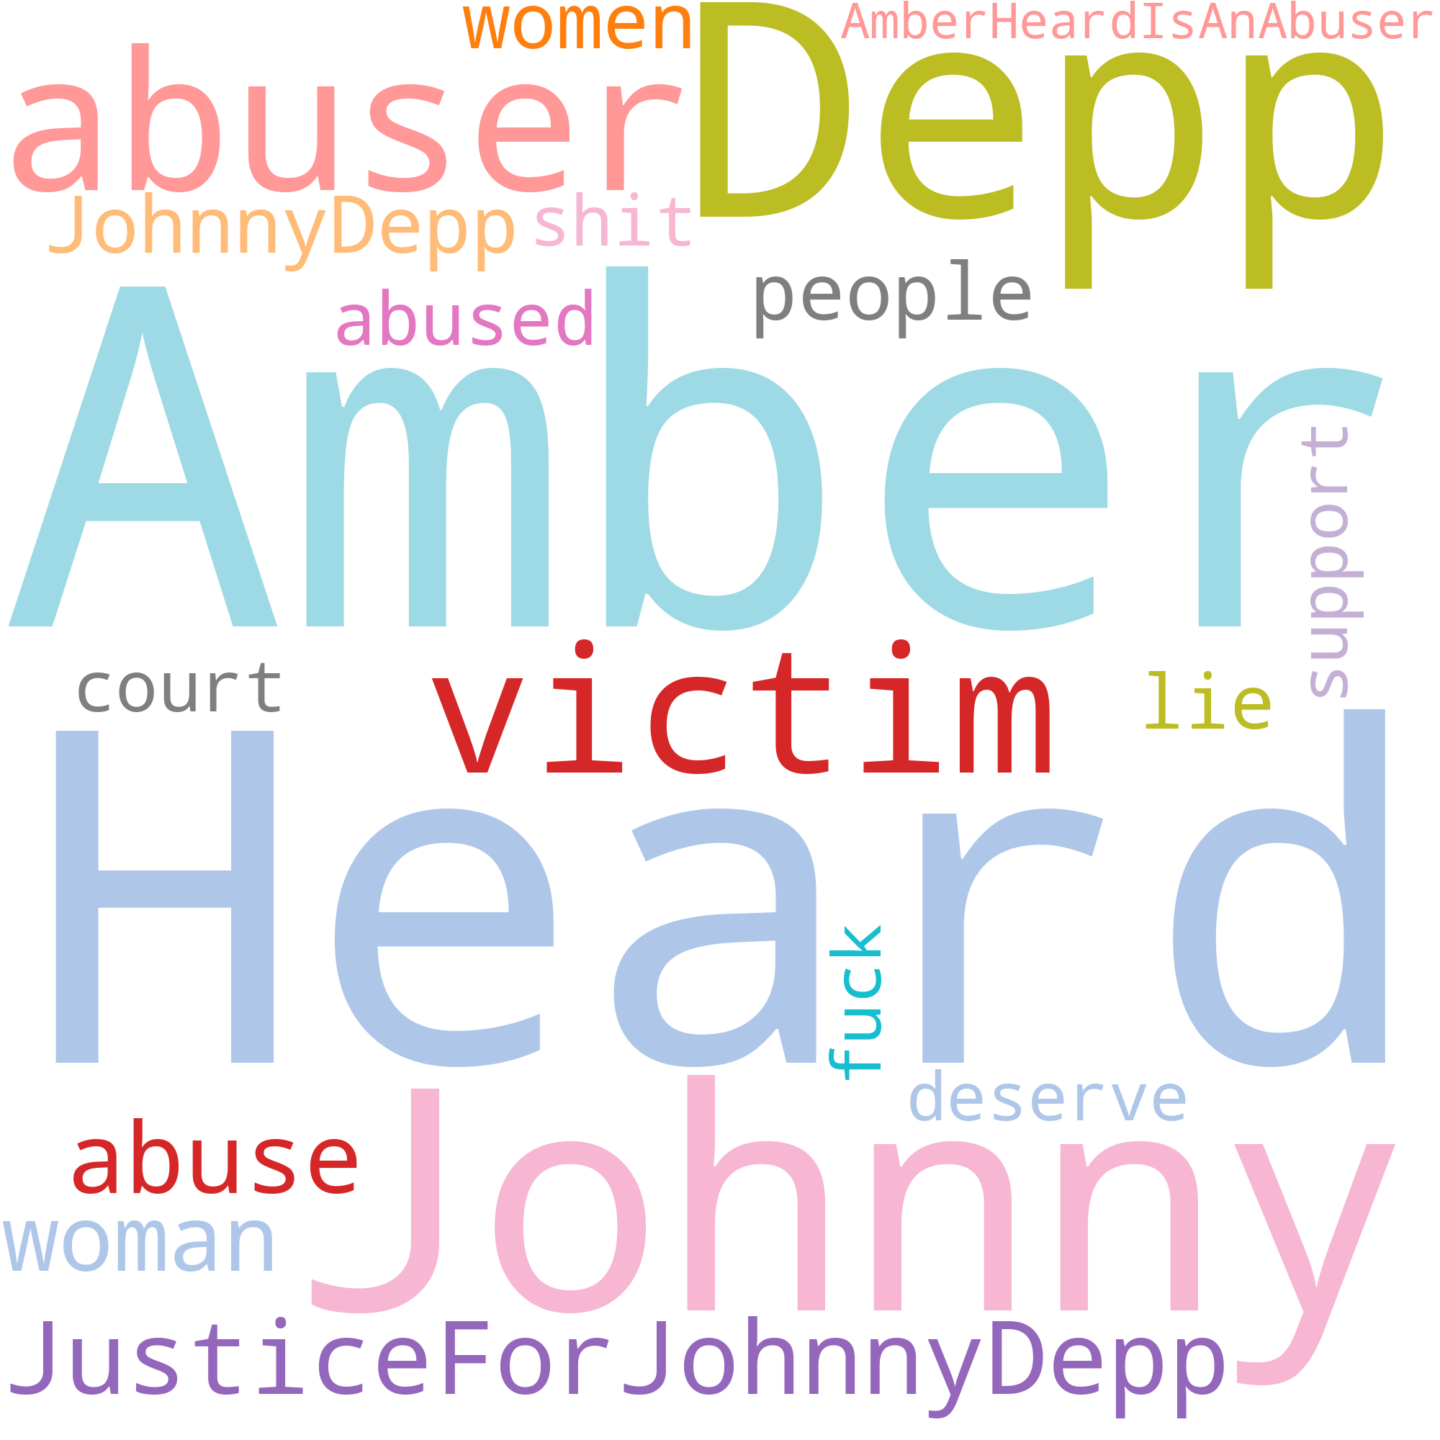 women
AmberHeardIsAnAbuser
Depp
abuser
JohnnyDepp
shit
people
abused
Amber
support
court
victim
lie
Heard
fuck
deserve
Johnny
abuse
woman
JusticeForJohnnyDepp